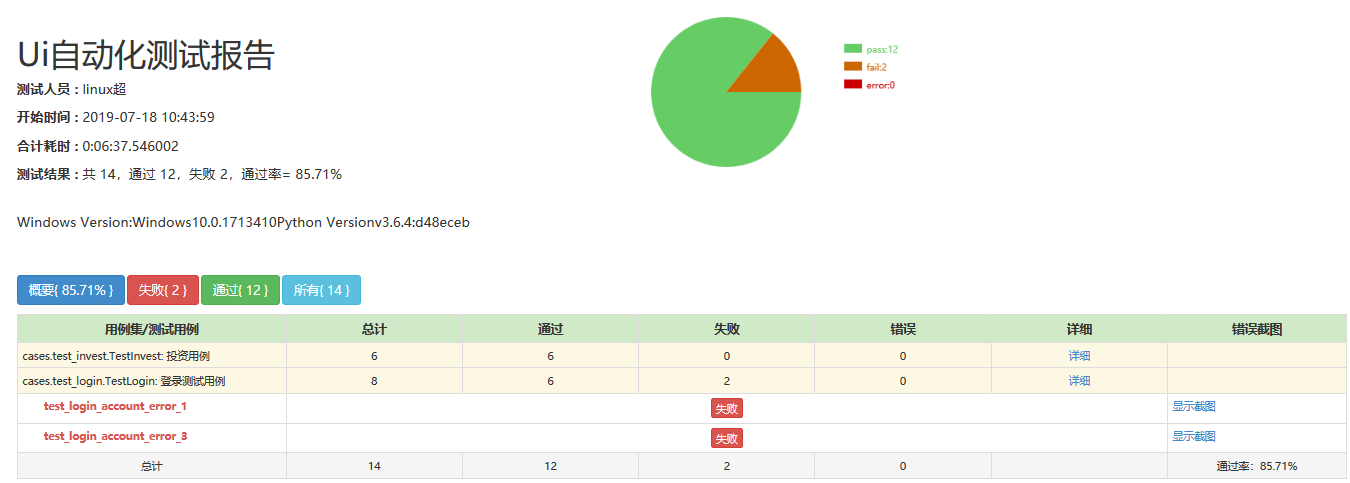 Ui自动化测试报告
测试人员 : linux超
开始时间 : 2019-07-18 10:43:59
合计耗时 : 0:06:37.546002
测试结果 : 共 14，通过 12，失败 2，通过率= 85.71%
Windows Version:Windows10.0.1713410Python Versionv3.6.4:d48eceb
pass:12
fail:2
error:0
概要{ 85.71% } 失败{ 2 } 通过{ 12 } 所有{ 14 }
用例集/测试用例 总计 通过 失败 错误 详细 错误截图
cases.test_invest.TestInvest: 投资用例 6 6 0 0 详细
cases.test_login.TestLogin: 登录测试用例 8 6 2 0 详细
test_login_account_error_1 失败 显示截图
test_login_account_error_3 失败 显示截图
总计 14 12 2 0 通过率：85.71%